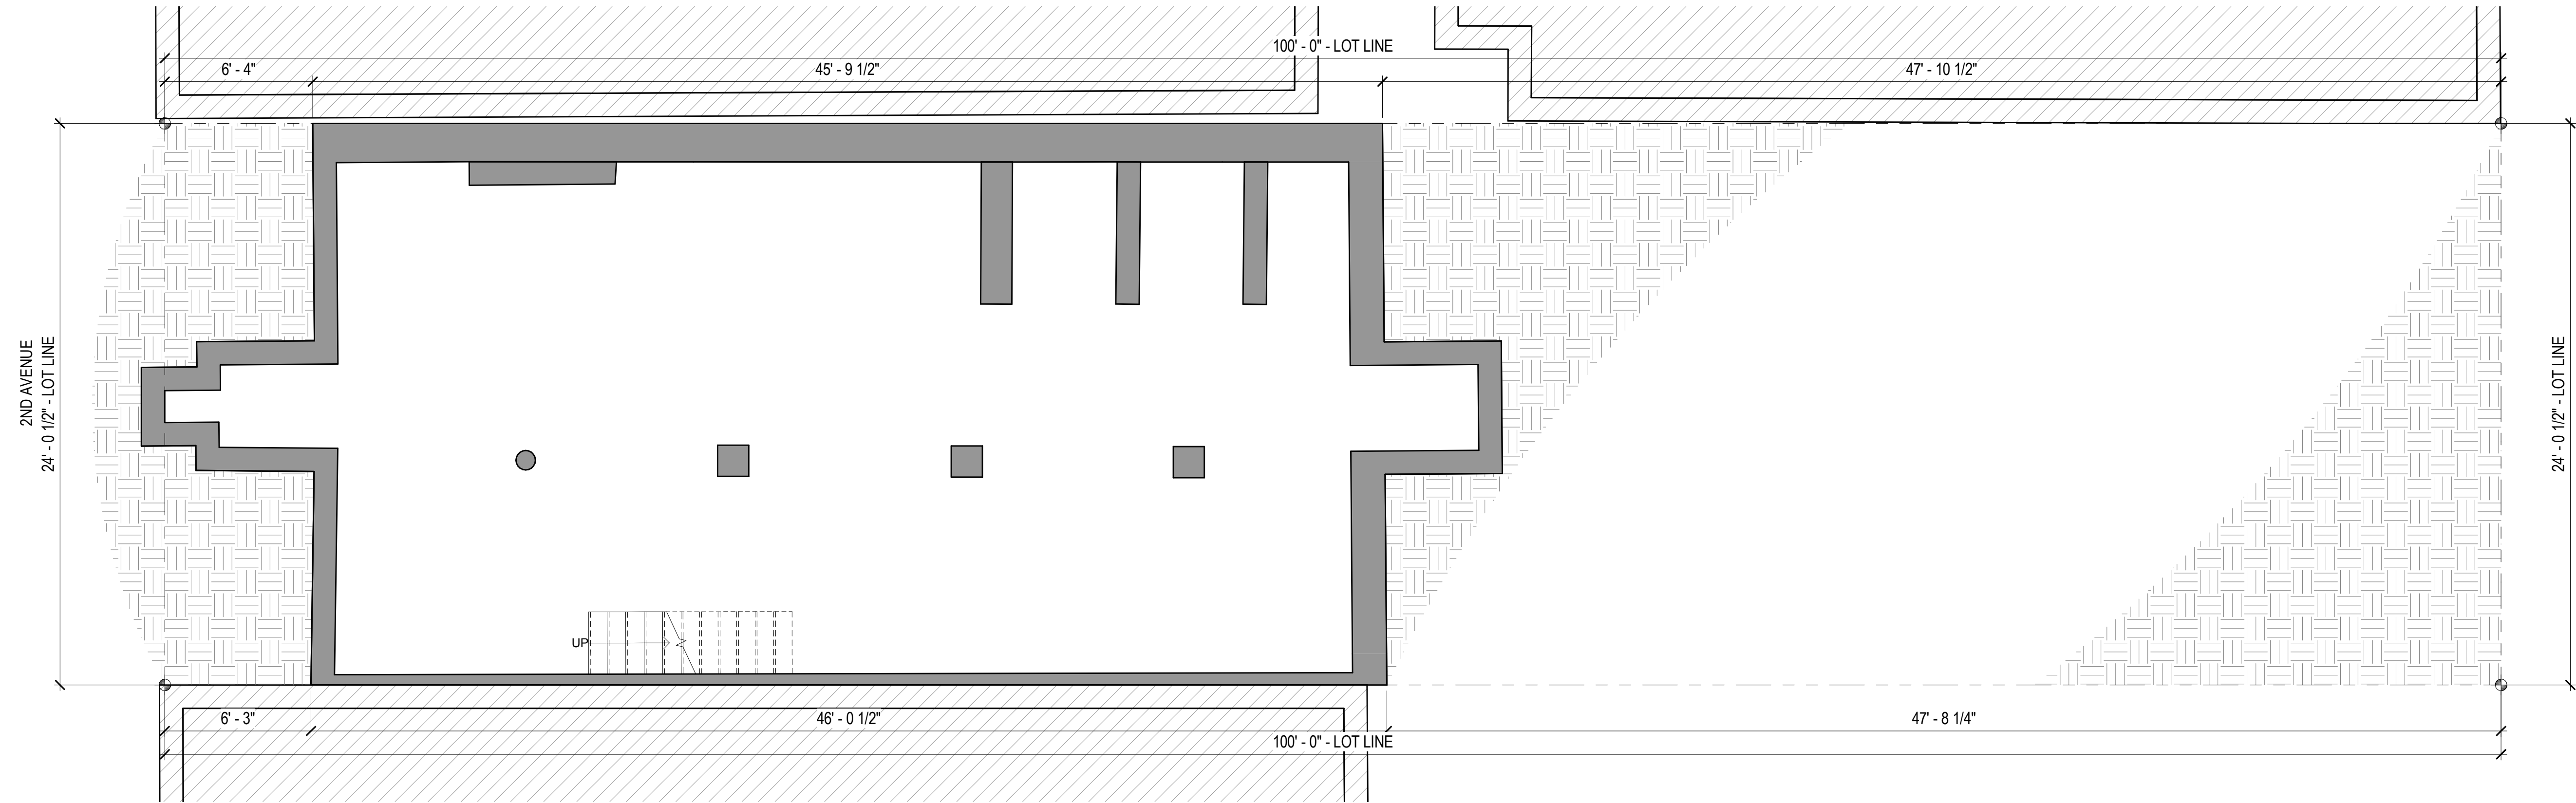 100' - 0" - LOT LINE
6' - 4"
45' - 9 1/2"
47' - 10 1/2"
2ND AVENUE
24' - 0 1/2" - LOT LINE
24' - 0 1/2" - LOT LINE
UP
6' - 3"
46' - 0 1/2"
47' - 8 1/4"
100' - 0" - LOT LINE